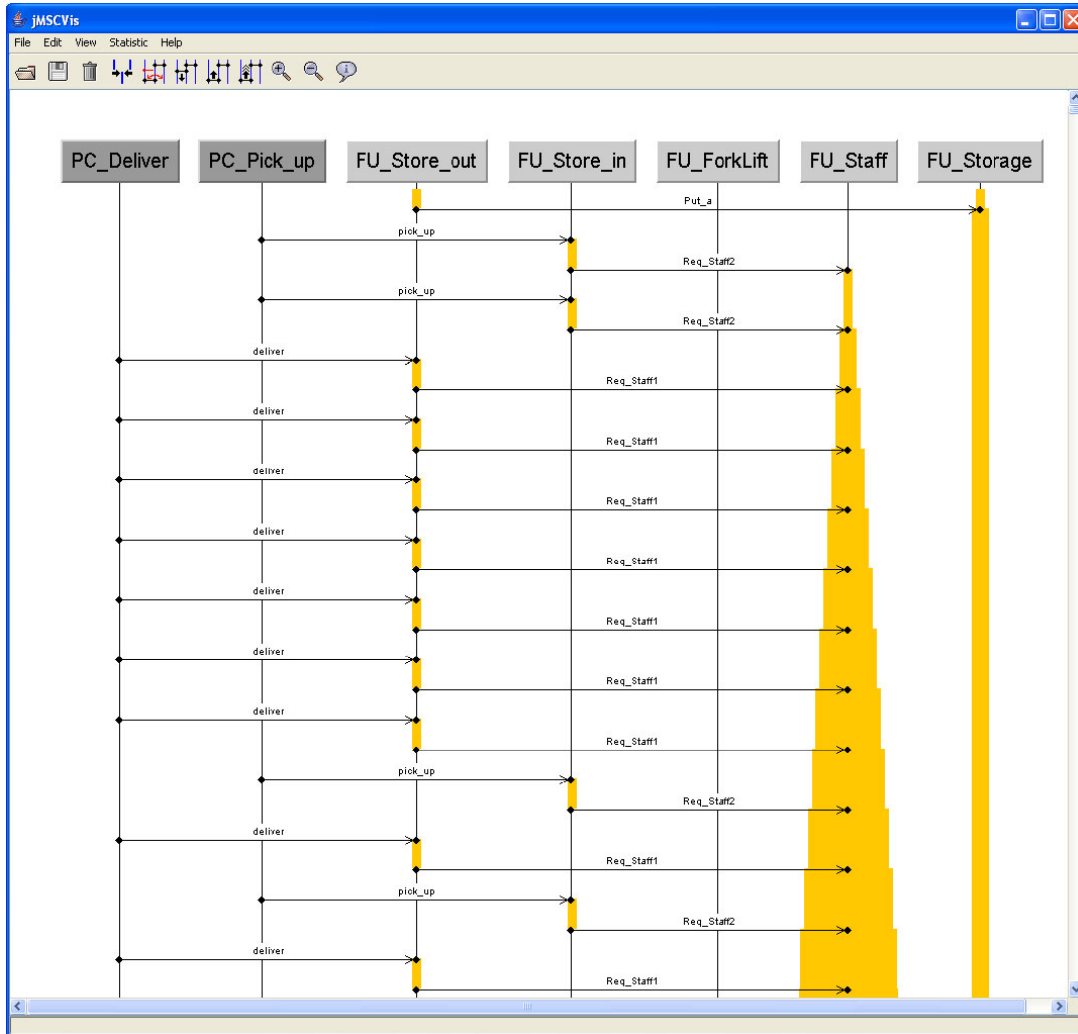 jMSCVis
File Edit View Statistic Help
PC_Deliver PC_Pick_up FU_Store_out FU_Store_in FU_ForkLift FU_Staff FU_Storage
Put_a
pick_up
Req_Staff2
pick_up
Req_Staff2
deliver
Req_Staff1
deliver
Req_Staff1
deliver
Req_Staff1
deliver
Req_Staff1
deliver
Req_Staff1
deliver
Req_Staff1
deliver
Req_Staff1
pick_up
Req_Staff2
deliver
Req_Staff1
pick_up
Req_Staff2
deliver
Req_Staff1